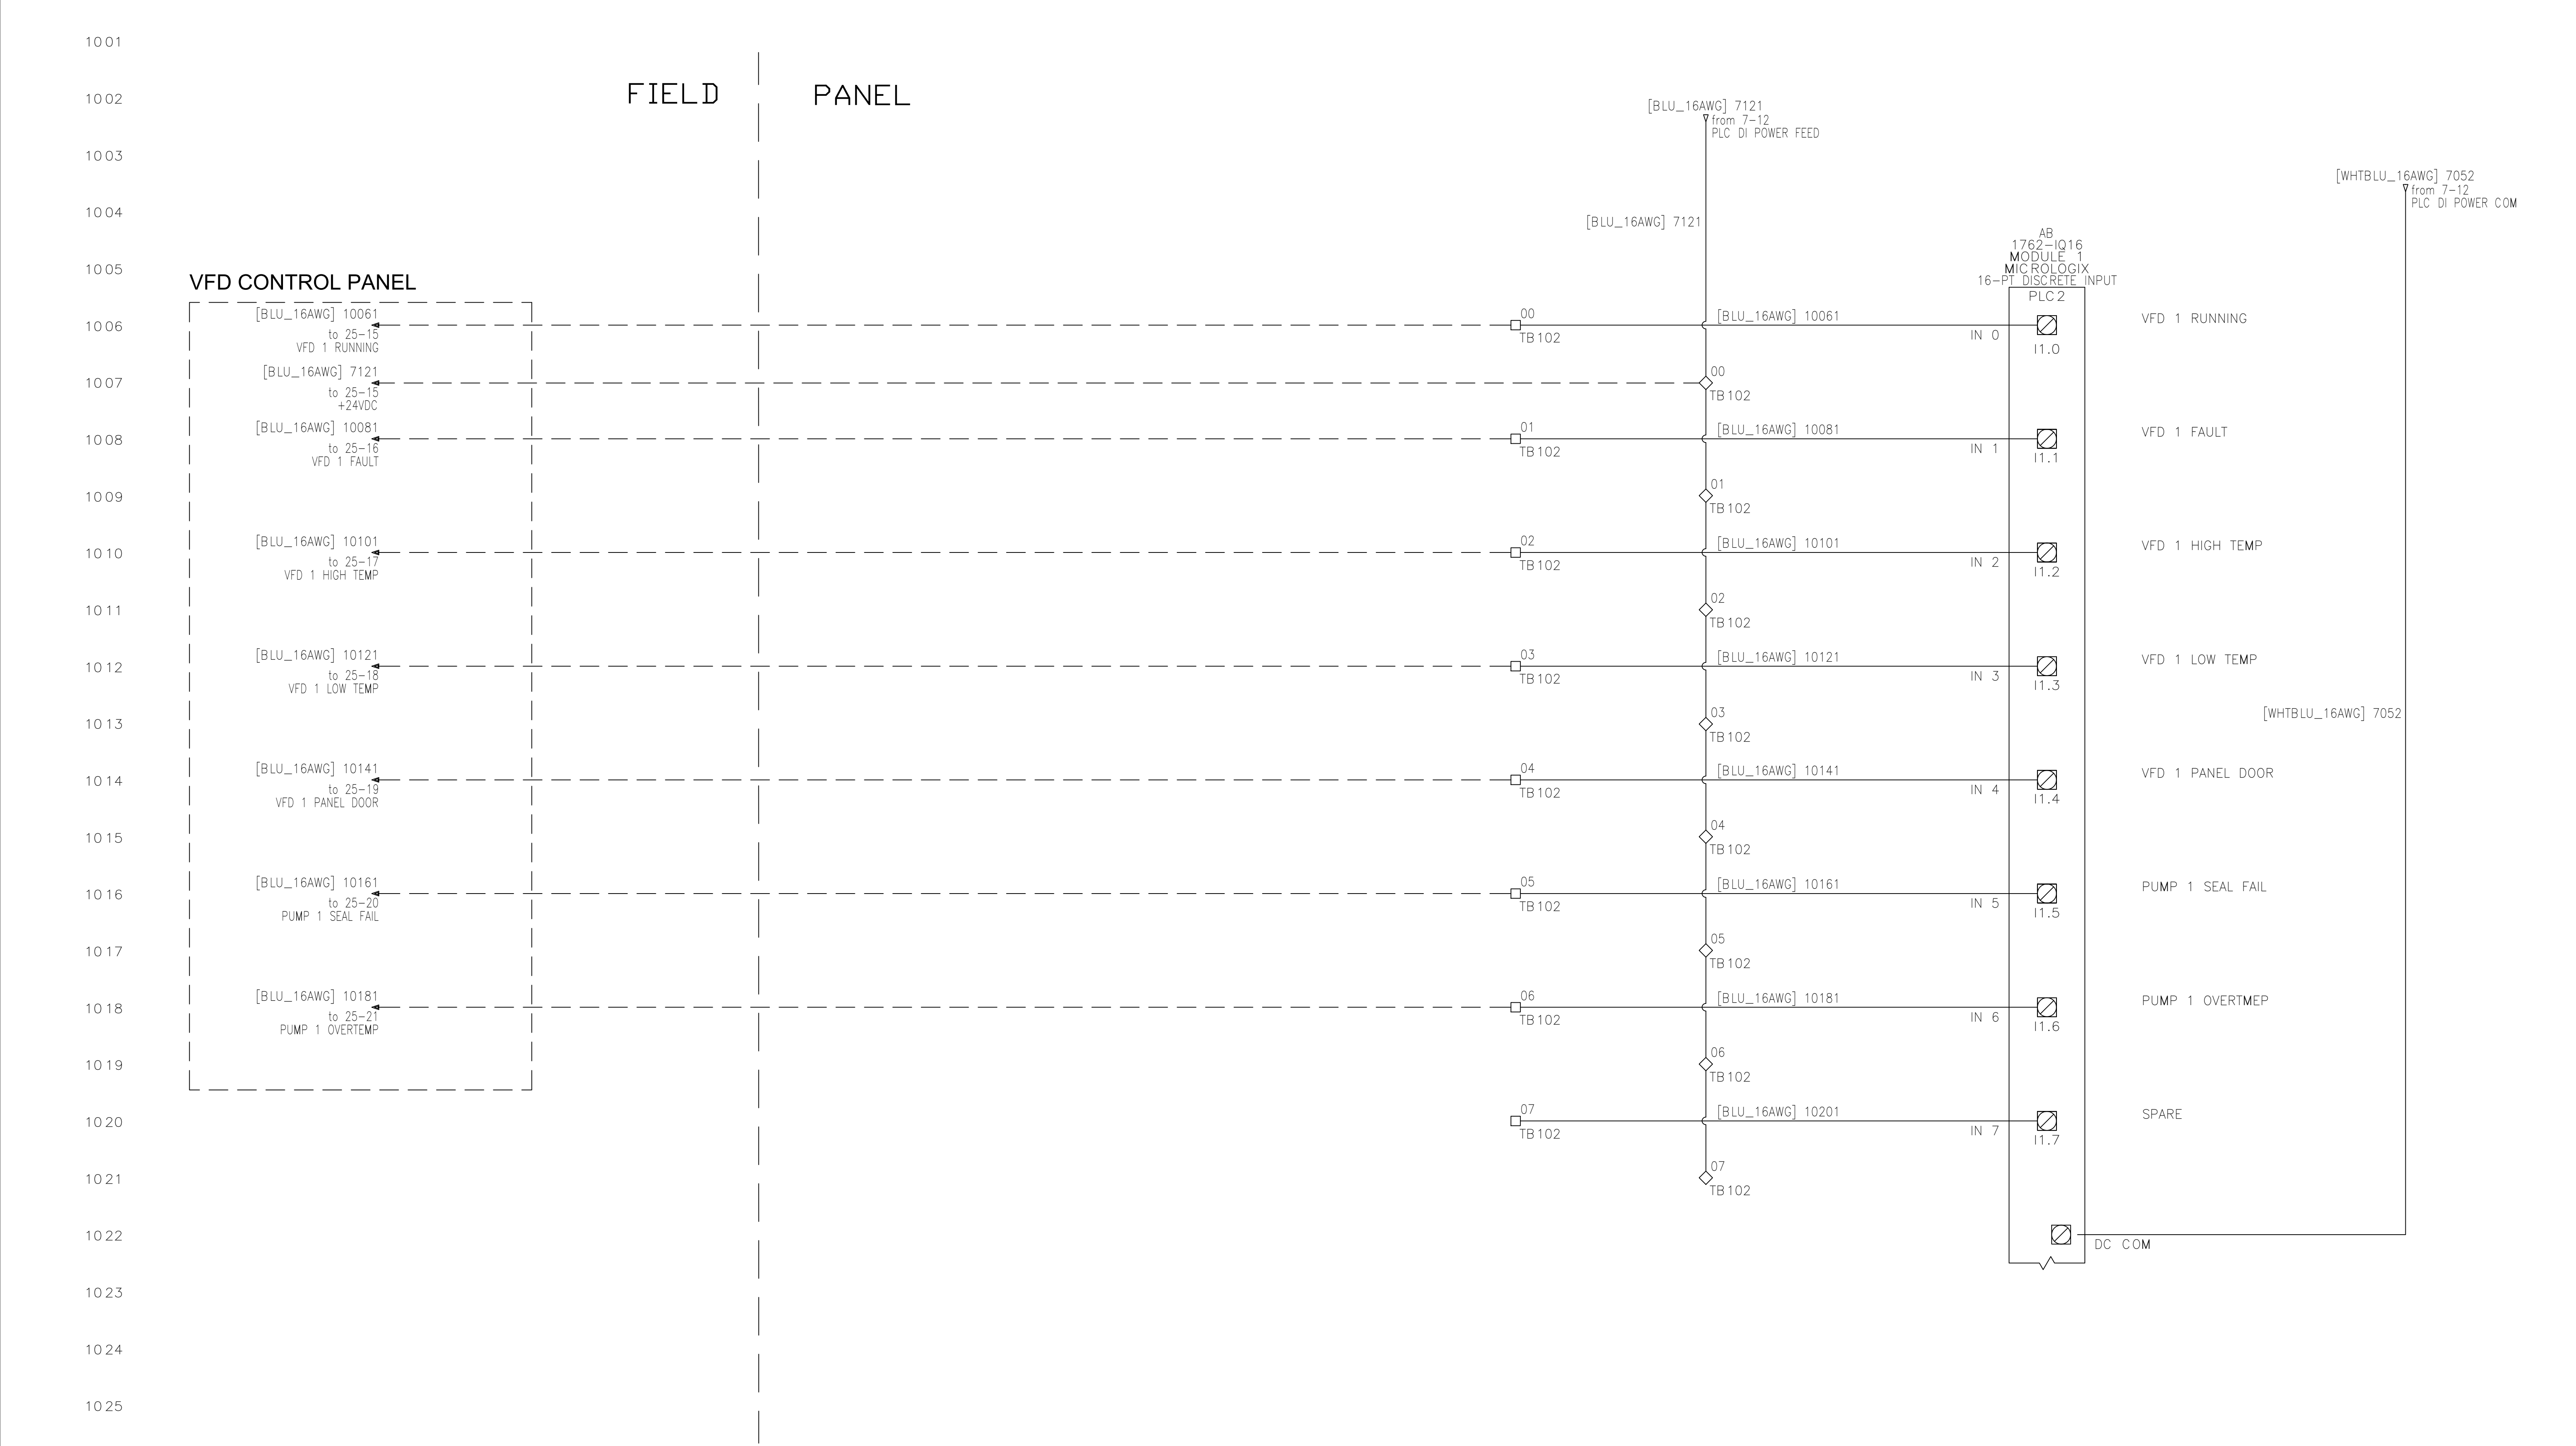 1001
FIELD
PANEL
1002
[BLU_16AWG] 7121
from 7-12
PLC DI POWER FEED
1003
[WHTBLU_16AWG] 7052
from 7-12
PLC DI POWER COM
1004
[BLU_16AWG] 7121
AB
1762-IQ16
MODULE 1
MICROLOGIX
16-PT DISCRETE INPUT
PLC2
1005
VFD CONTROL PANEL
1006
[BLU_16AWG] 10061
to 25-15
VFD 1 RUNNING
00
TB102
[BLU_16AWG] 10061
IN 0
I1.0
VFD 1 RUNNING
1007
[BLU_16AWG] 7121
to 25-15
+24VDC
00
TB102
1008
[BLU_16AWG] 10081
to 25-16
VFD 1 FAULT
01
TB102
[BLU_16AWG] 10081
IN 1
I1.1
VFD 1 FAULT
1009
01
TB102
1010
[BLU_16AWG] 10101
to 25-17
VFD 1 HIGH TEMP
02
TB102
[BLU_16AWG] 10101
IN 2
I1.2
VFD 1 HIGH TEMP
1011
02
TB102
1012
[BLU_16AWG] 10121
to 25-18
VFD 1 LOW TEMP
03
TB102
[BLU_16AWG] 10121
IN 3
I1.3
VFD 1 LOW TEMP
1013
03
TB102
[WHTBLU_16AWG] 7052
1014
[BLU_16AWG] 10141
to 25-19
VFD 1 PANEL DOOR
04
TB102
[BLU_16AWG] 10141
IN 4
I1.4
VFD 1 PANEL DOOR
1015
04
TB102
1016
[BLU_16AWG] 10161
to 25-20
PUMP 1 SEAL FAIL
05
TB102
[BLU_16AWG] 10161
IN 5
I1.5
PUMP 1 SEAL FAIL
1017
05
TB102
1018
[BLU_16AWG] 10181
to 25-21
PUMP 1 OVERTEMP
06
TB102
[BLU_16AWG] 10181
IN 6
I1.6
PUMP 1 OVERTMEP
1019
06
TB102
1020
07
TB102
[BLU_16AWG] 10201
IN 7
I1.7
SPARE
1021
07
TB102
1022
DC COM
1023
1024
1025